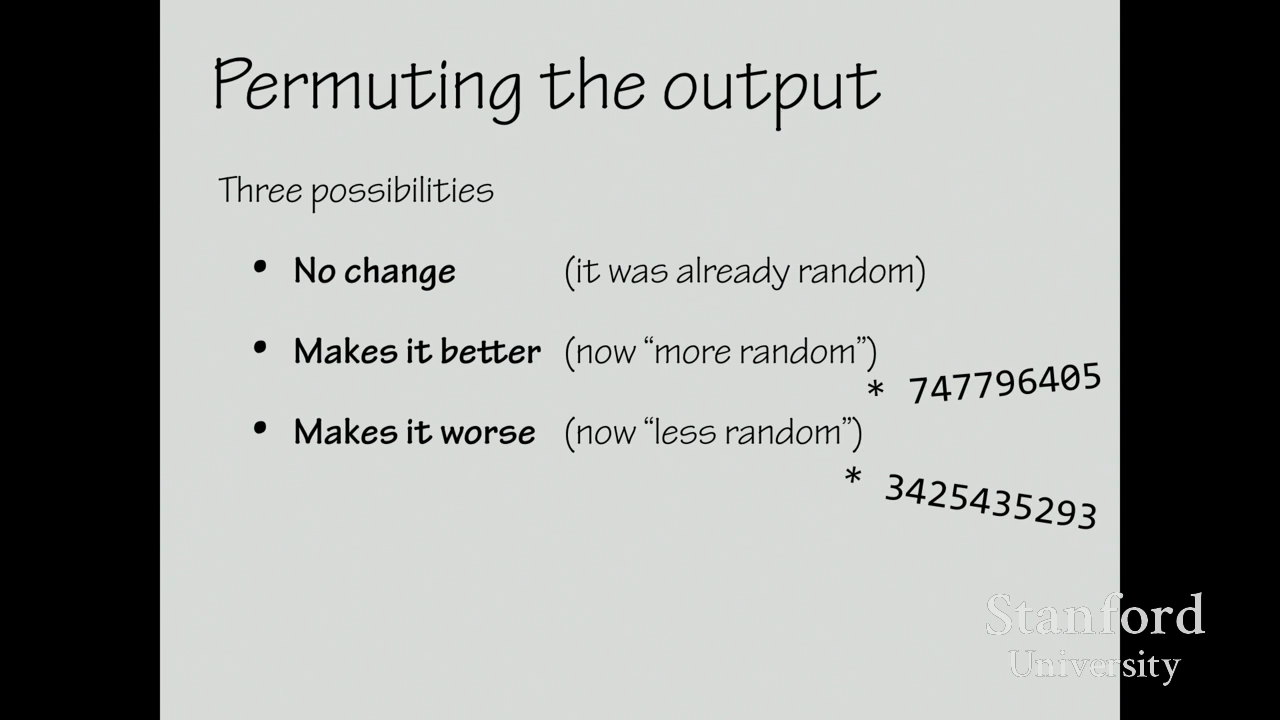 Permuting the output
Three possibilities
• No change (it was already random)
• Makes it better (now “more random”)
* 747796405
• Makes it worse (now “less random”)
* 3425435293
Stanford
University